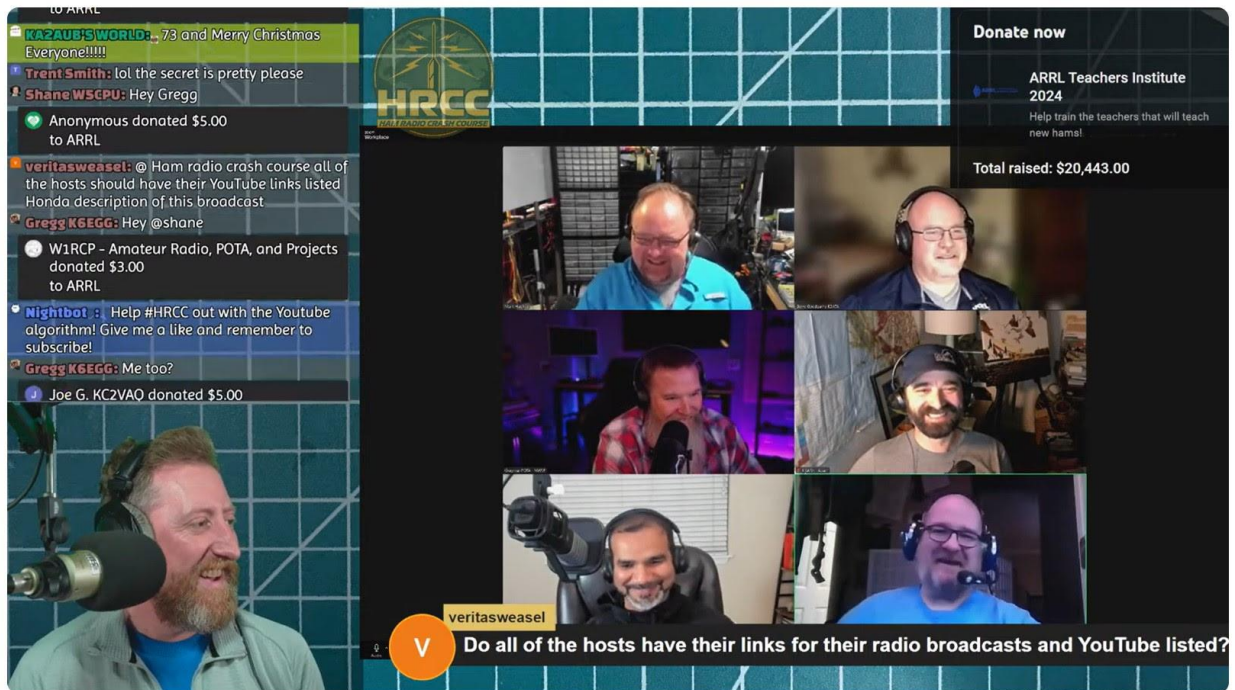 to ARRL
KA2AUB'S WORLD: 73 and Merry Christmas
Everyone!!!!!
Trent Smith: lol the secret is pretty please
Shane WSCPU: Hey Gregg
Anonymous donated $5.00
to ARRL
veritasweasel: @ Ham radio crash course all of
the hosts should have their YouTube links listed
Honda description of this broadcast
Gregg K6EGG: Hey @shane
W1RCP - Amateur Radio, POTA, and Projects
donated $3.00
to ARRL
Nightbot : Help #HRCC out with the Youtube
algorithm! Give me a like and remember to
subscribe!
Gregg K6EGG: Me too?
J
Joe G. KC2VAQ donated $5.00
HRCC
HAM RADIO CRASH COURSE
Donate now
ARRL Teachers Institute
2024
Help train the teachers that will teach
new hams!
Total raised: $20,443.00
zoom
Workplace
veritasweasel
V
Do all of the hosts have their links for their radio broadcasts and YouTube listed?